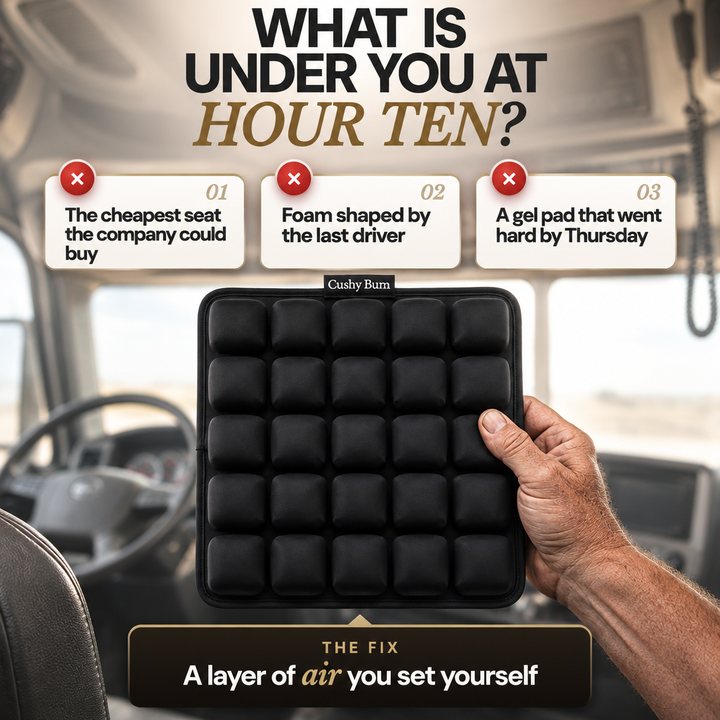 WHAT IS
UNDER YOU AT
HOUR TEN?
01
The cheapest seat
the company could
buy
02
Foam shaped by
the last driver
03
A gel pad that went
hard by Thursday
Cushy Bum
THE FIX
A layer of air you set yourself